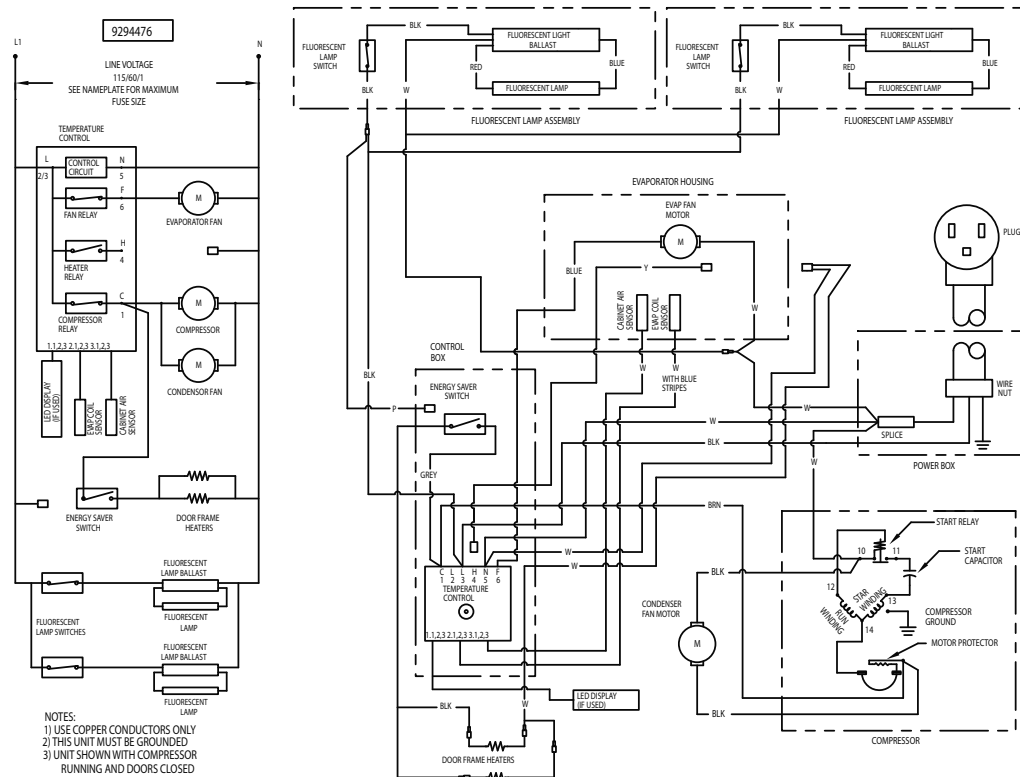 9294476
L1
N
LINE VOLTAGE
115/60/1
SEE NAMEPLATE FOR MAXIMUM
FUSE SIZE
TEMPERATURE
CONTROL
L
2/3
CONTROL
CIRCUIT
N
5
F
6
FAN RELAY
M
EVAPORATOR FAN
H
4
HEATER
RELAY
C
1
COMPRESSOR
RELAY
M
COMPRESSOR
M
CONDENSOR FAN
1.1,2,3 2.1,2,3 3.1,2,3
LED DISPLAY
(IF USED)
EVAP COIL
SENSOR
CABINET AIR
SENSOR
ENERGY SAVER
SWITCH
DOOR FRAME
HEATERS
FLUORESCENT
LAMP SWITCHES
FLUORESCENT
LAMP BALLAST
FLUORESCENT
LAMP
FLUORESCENT
LAMP BALLAST
FLUORESCENT
LAMP
NOTES:
1) USE COPPER CONDUCTORS ONLY
2) THIS UNIT MUST BE GROUNDED
3) UNIT SHOWN WITH COMPRESSOR
RUNNING AND DOORS CLOSED
FLUORESCENT
LAMP
SWITCH
BLK
FLUORESCENT LIGHT
BALLAST
RED
BLUE
FLUORESCENT LAMP
BLK
W
FLUORESCENT LAMP ASSEMBLY
FLUORESCENT
LAMP
SWITCH
BLK
FLUORESCENT LIGHT
BALLAST
RED
BLUE
FLUORESCENT LAMP
BLK
W
FLUORESCENT LAMP ASSEMBLY
EVAPORATOR HOUSING
EVAP FAN
MOTOR
M
BLUE
Y
W
CABINET AIR
SENSOR
EVAP COIL
SENSOR
W
W
WITH BLUE
STRIPES
PLUG
WIRE
NUT
SPLICE
POWER BOX
CONTROL
BOX
BLK
P
ENERGY SAVER
SWITCH
GREY
W
W
BLK
W
BRN
W
W
C L L H N F
1 2 3 4 5 6
TEMPERATURE
CONTROL
1.1,2,3 2.1,2,3 3.1,2,3
BLK
W
LED DISPLAY
(IF USED)
DOOR FRAME HEATERS
BLK
CONDENSER
FAN MOTOR
M
BLK
10
11
START RELAY
START
CAPACITOR
12
STAR
WINDING
13
RUN
WINDING
14
COMPRESSOR
GROUND
MOTOR PROTECTOR
COMPRESSOR